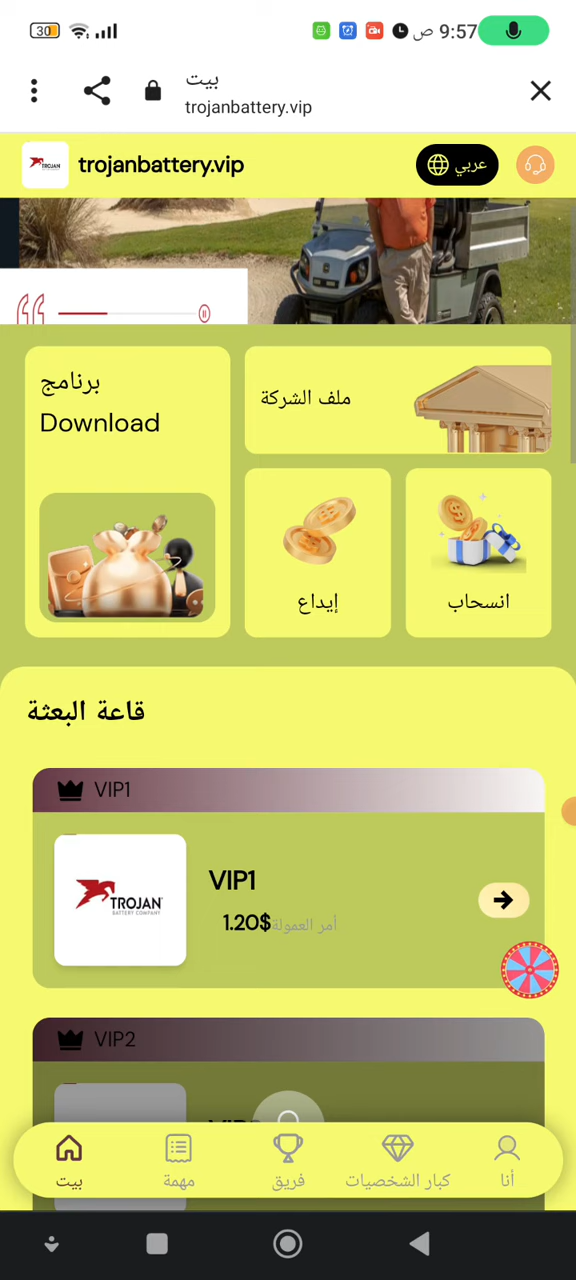 30
9:57 ص
بيت
trojanbattery.vip
TROJAN
trojanbattery.vip
عربي
برنامج
Download
ملف الشركة
إيداع
انسحاب
قاعة البعثة
VIP1
TROJAN
BATTERY COMPANY
VIP1
1.20$أمر العمولة
VIP2
بيت
مهمة
فريق
كبار الشخصيات
أنا